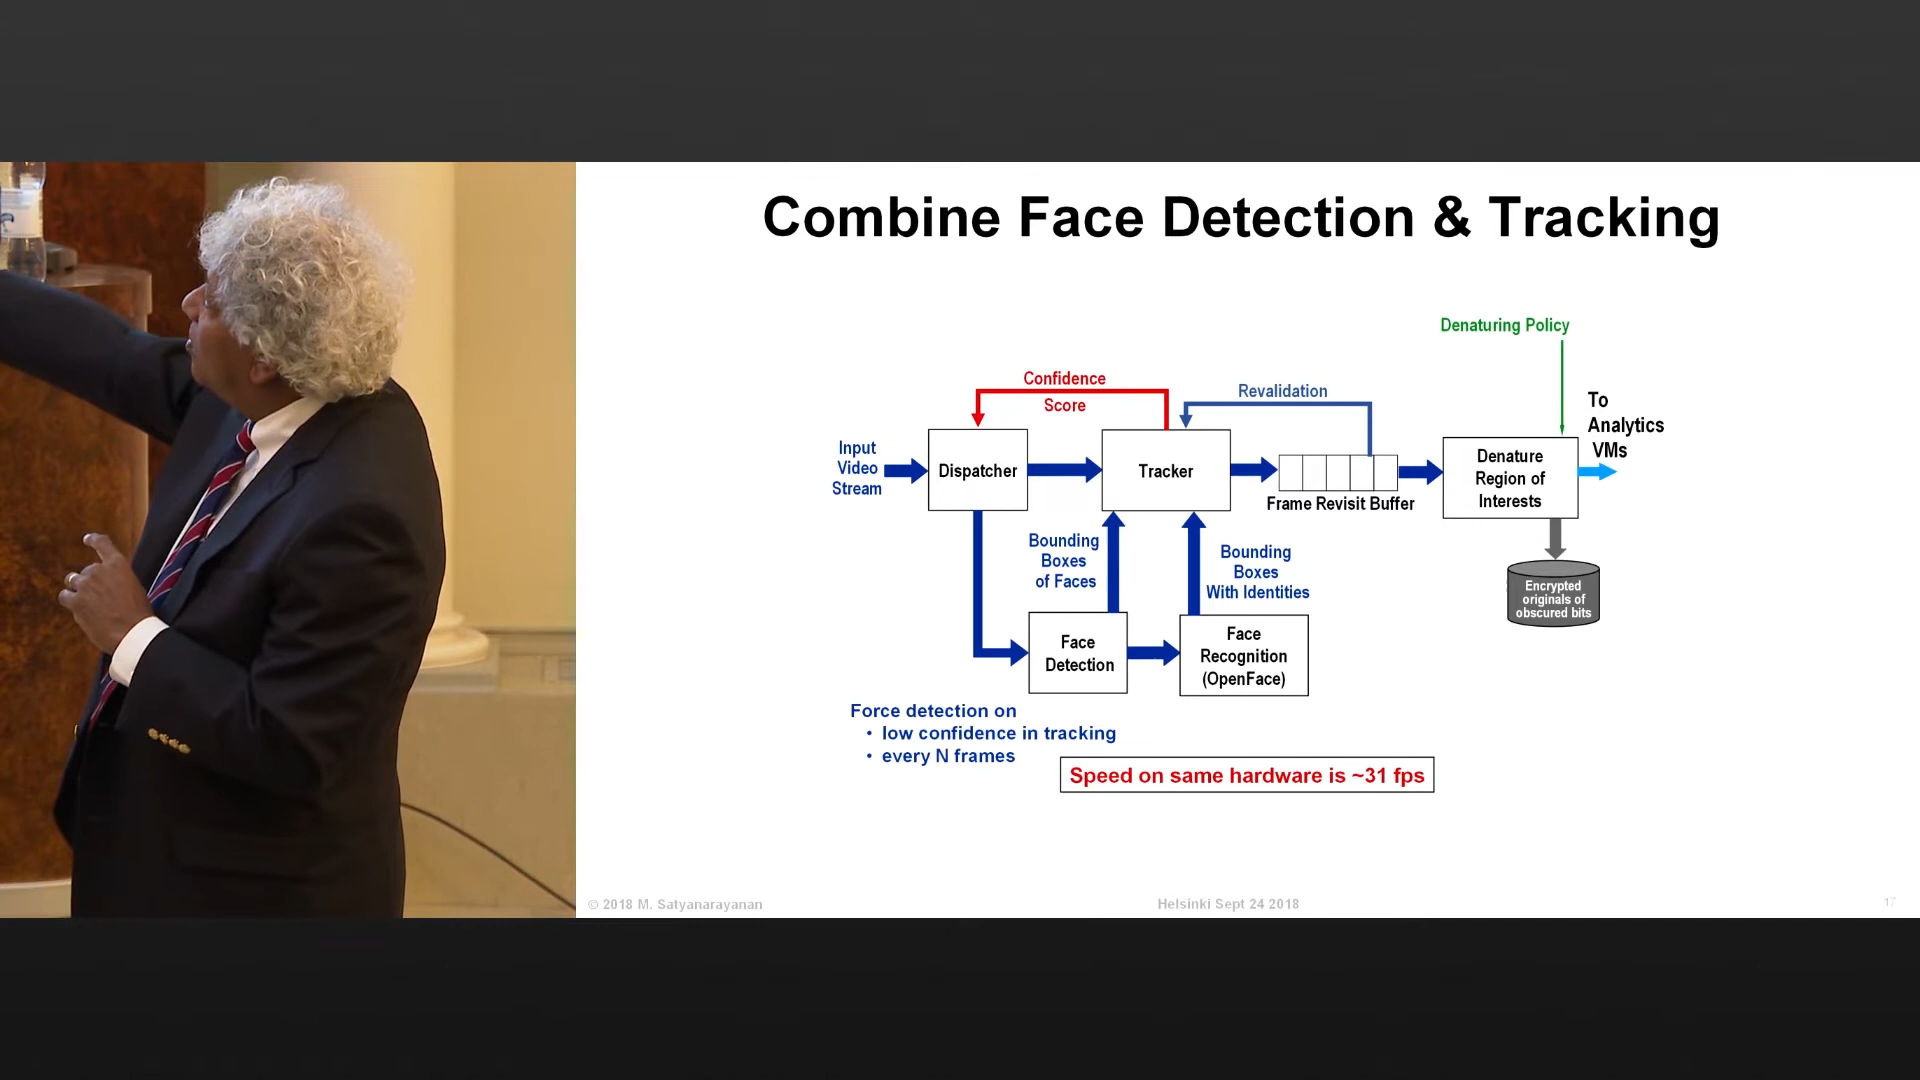 Combine Face Detection & Tracking
Denaturing Policy
Confidence
Score
Revalidation
To
Analytics
VMs
Input
Video
Stream
Dispatcher
Tracker
Frame Revisit Buffer
Denature
Region of
Interests
Bounding
Boxes
of Faces
Bounding
Boxes
With Identities
Encrypted
originals of
obscured bits
Face
Detection
Face
Recognition
(OpenFace)
Force detection on
• low confidence in tracking
• every N frames
Speed on same hardware is ~31 fps
© 2018 M. Satyanarayanan
Helsinki Sept 24 2018
17